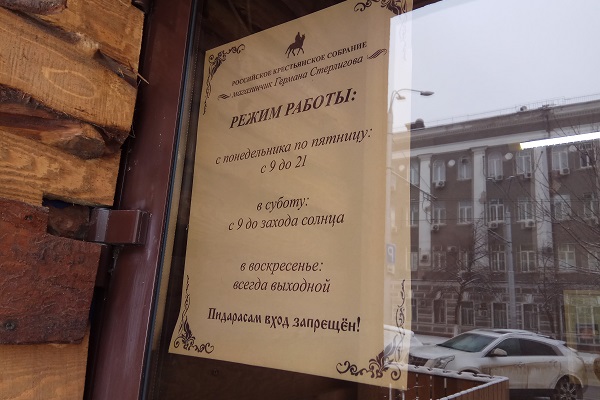 РОССИЙСКОЕ КРЕСТЬЯНСКОЕ СОБРАНИЕ
магазинчик Германа Стерлигова
РЕЖИМ РАБОТЫ:
с понедельника по пятницу:
с 9 до 21
в субботу:
с 9 до захода солнца
в воскресенье:
всегда выходной
Пидарасам вход запрещён!